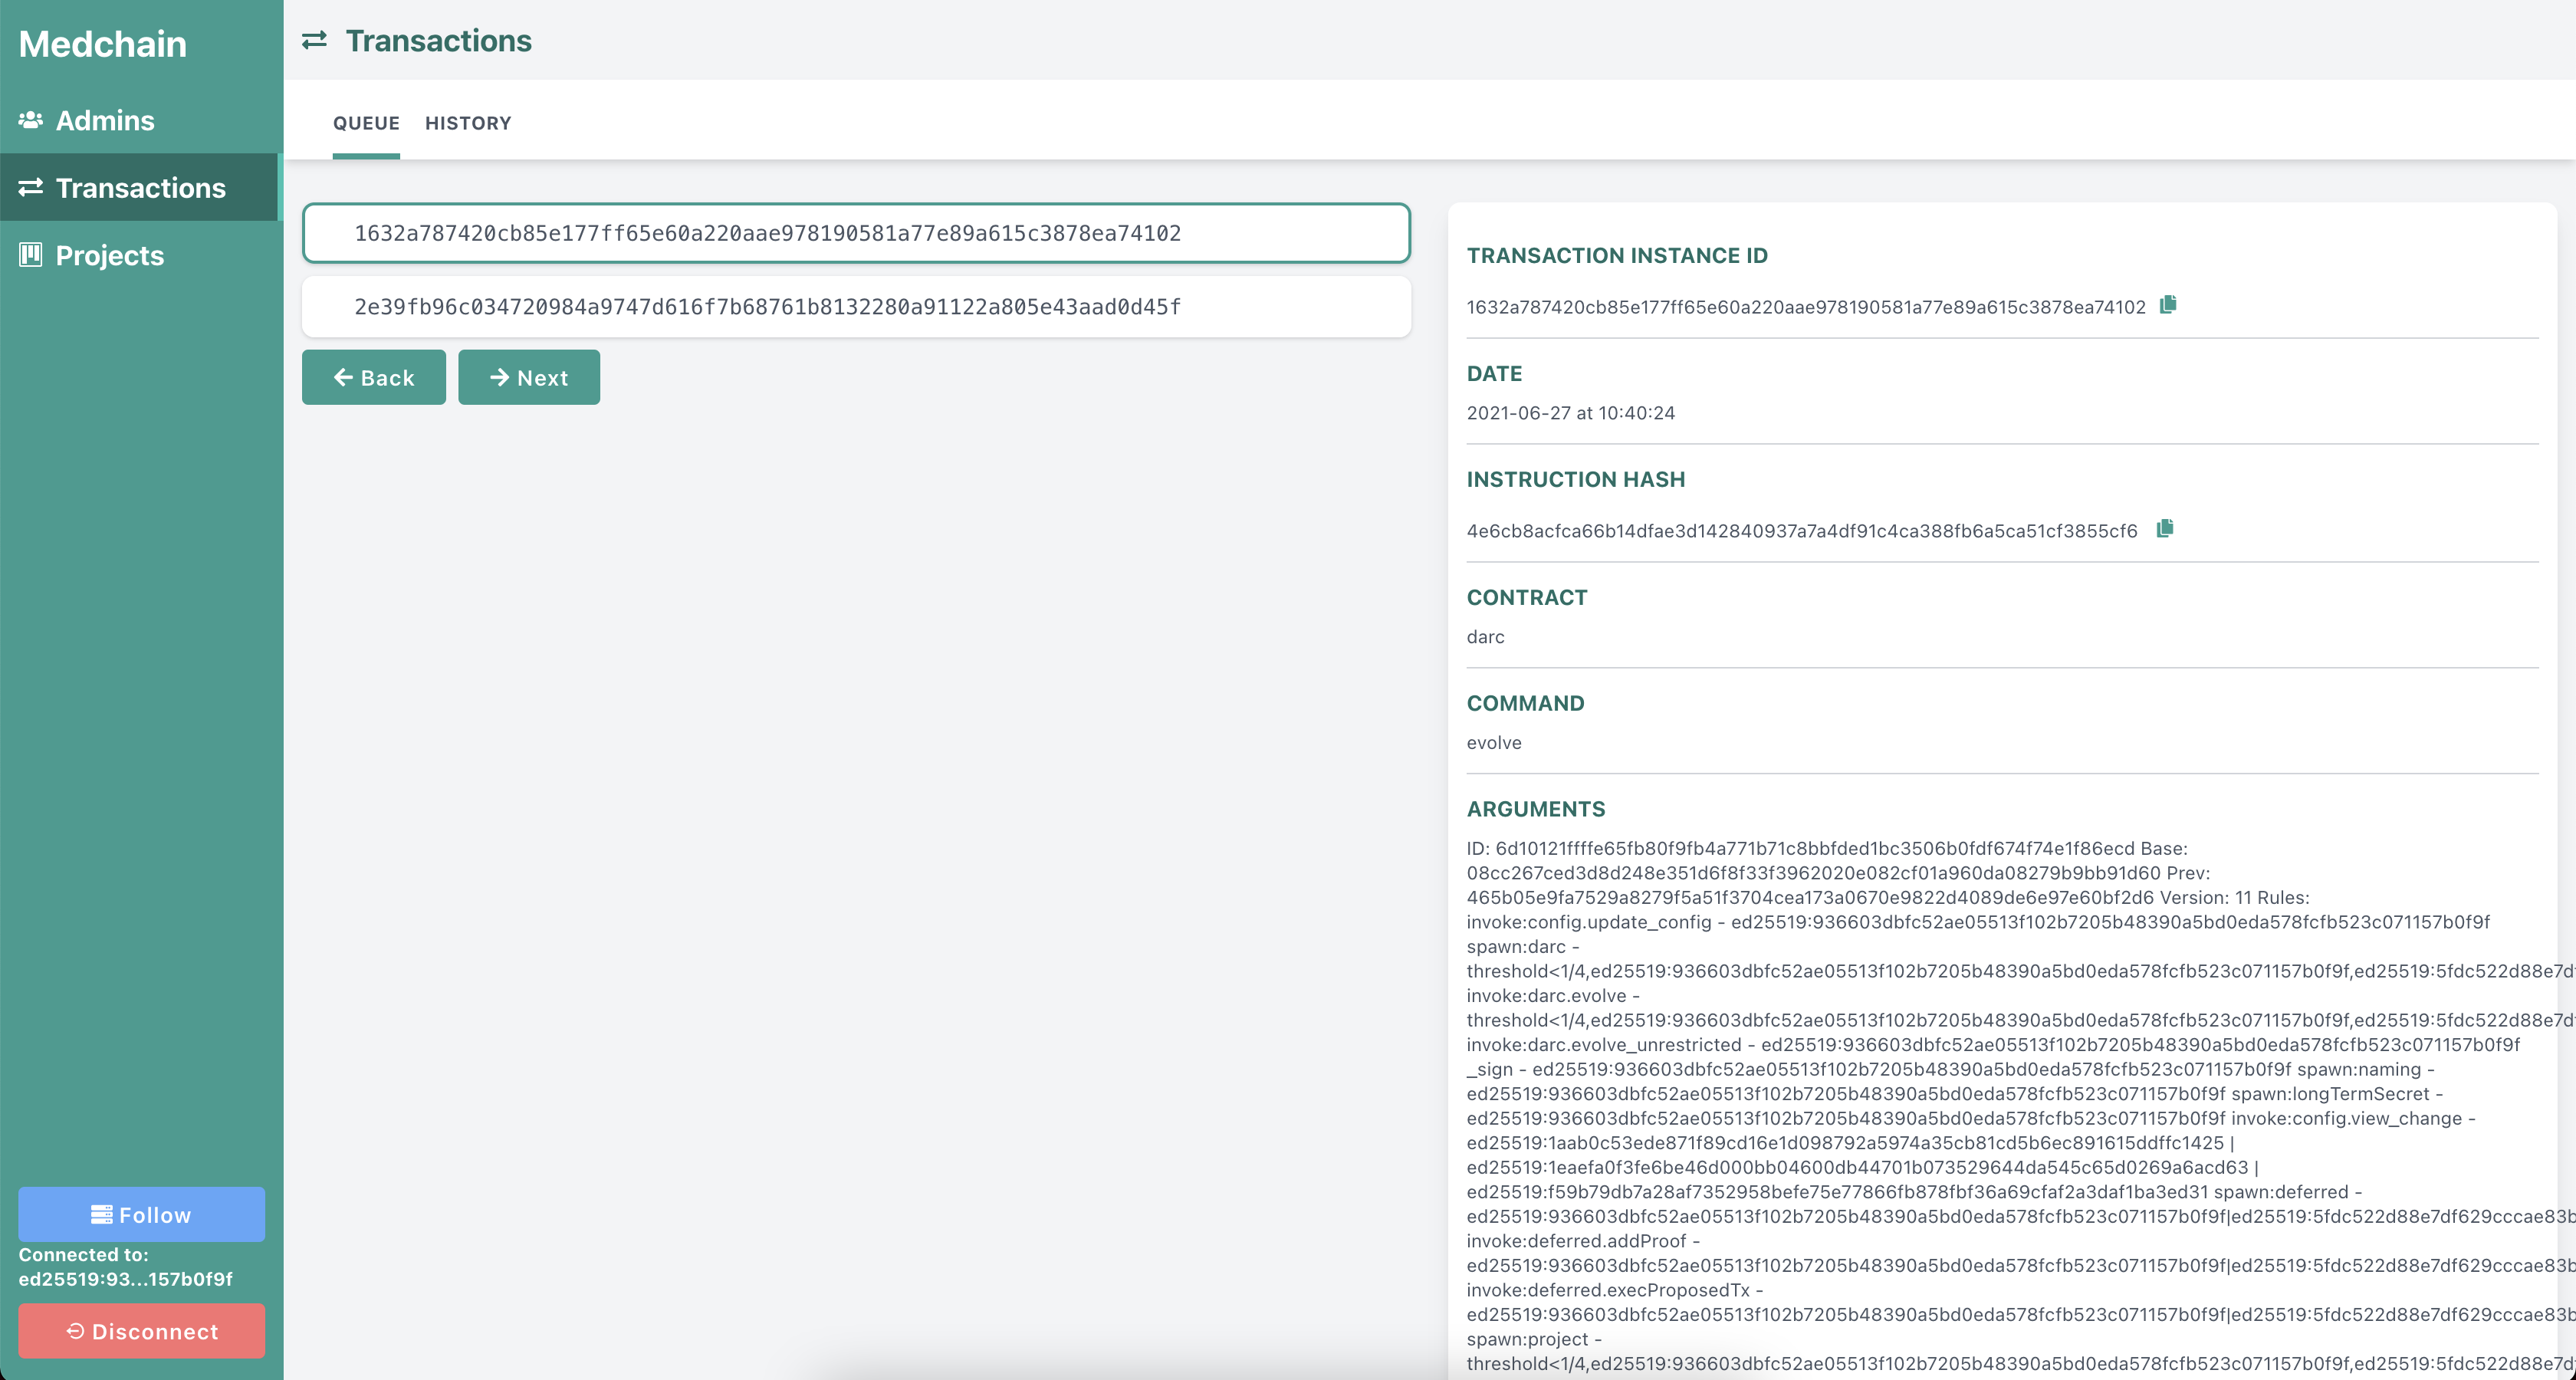 Medchain
Admins
Transactions
Projects
Follow
Connected to:
ed25519:93...157b0f9f
Disconnect
Transactions
QUEUE HISTORY
1632a787420cb85e177ff65e60a220aae978190581a77e89a615c3878ea74102
2e39fb96c034720984a9747d616f7b68761b8132280a91122a805e43aad0d45f
Back Next
TRANSACTION INSTANCE ID
1632a787420cb85e177ff65e60a220aae978190581a77e89a615c3878ea74102
DATE
2021-06-27 at 10:40:24
INSTRUCTION HASH
4e6cb8acfca66b14dfae3d142840937a7a4df91c4ca388fb6a5ca51cf3855cf6
CONTRACT
darc
COMMAND
evolve
ARGUMENTS
ID: 6d10121ffffe65fb80f9fb4a771b71c8bbfded1bc3506b0fdf674f74e1f86ecd Base:
08cc267ced3d8d248e351d6f8f33f3962020e082cf01a960da08279b9bb91d60 Prev:
465b05e9fa7529a8279f5a51f3704cea173a0670e9822d4089de6e97e60bf2d6 Version: 11 Rules:
invoke:config.update_config - ed25519:936603dbfc52ae05513f102b7205b48390a5bd0eda578fcfb523c071157b0f9f
spawn:darc -
threshold<1/4,ed25519:936603dbfc52ae05513f102b7205b48390a5bd0eda578fcfb523c071157b0f9f,ed25519:5fdc522d88e7d
invoke:darc.evolve -
threshold<1/4,ed25519:936603dbfc52ae05513f102b7205b48390a5bd0eda578fcfb523c071157b0f9f,ed25519:5fdc522d88e7d
invoke:darc.evolve_unrestricted - ed25519:936603dbfc52ae05513f102b7205b48390a5bd0eda578fcfb523c071157b0f9f
_sign - ed25519:936603dbfc52ae05513f102b7205b48390a5bd0eda578fcfb523c071157b0f9f spawn:naming -
ed25519:936603dbfc52ae05513f102b7205b48390a5bd0eda578fcfb523c071157b0f9f spawn:longTermSecret -
ed25519:936603dbfc52ae05513f102b7205b48390a5bd0eda578fcfb523c071157b0f9f invoke:config.view_change -
ed25519:1aab0c53ede871f89cd16e1d098792a5974a35cb81cd5b6ec891615ddffc1425 |
ed25519:1eaefa0f3fe6be46d000bb04600db44701b073529644da545c65d0269a6acd63 |
ed25519:f59b79db7a28af7352958befe75e77866fb878fbf36a69cfaf2a3daf1ba3ed31 spawn:deferred -
ed25519:936603dbfc52ae05513f102b7205b48390a5bd0eda578fcfb523c071157b0f9f|ed25519:5fdc522d88e7df629cccae83b
invoke:deferred.addProof -
ed25519:936603dbfc52ae05513f102b7205b48390a5bd0eda578fcfb523c071157b0f9f|ed25519:5fdc522d88e7df629cccae83b
invoke:deferred.execProposedTx -
ed25519:936603dbfc52ae05513f102b7205b48390a5bd0eda578fcfb523c071157b0f9f|ed25519:5fdc522d88e7df629cccae83b
spawn:project -
threshold<1/4,ed25519:936603dbfc52ae05513f102b7205b48390a5bd0eda578fcfb523c071157b0f9f,ed25519:5fdc522d88e7d